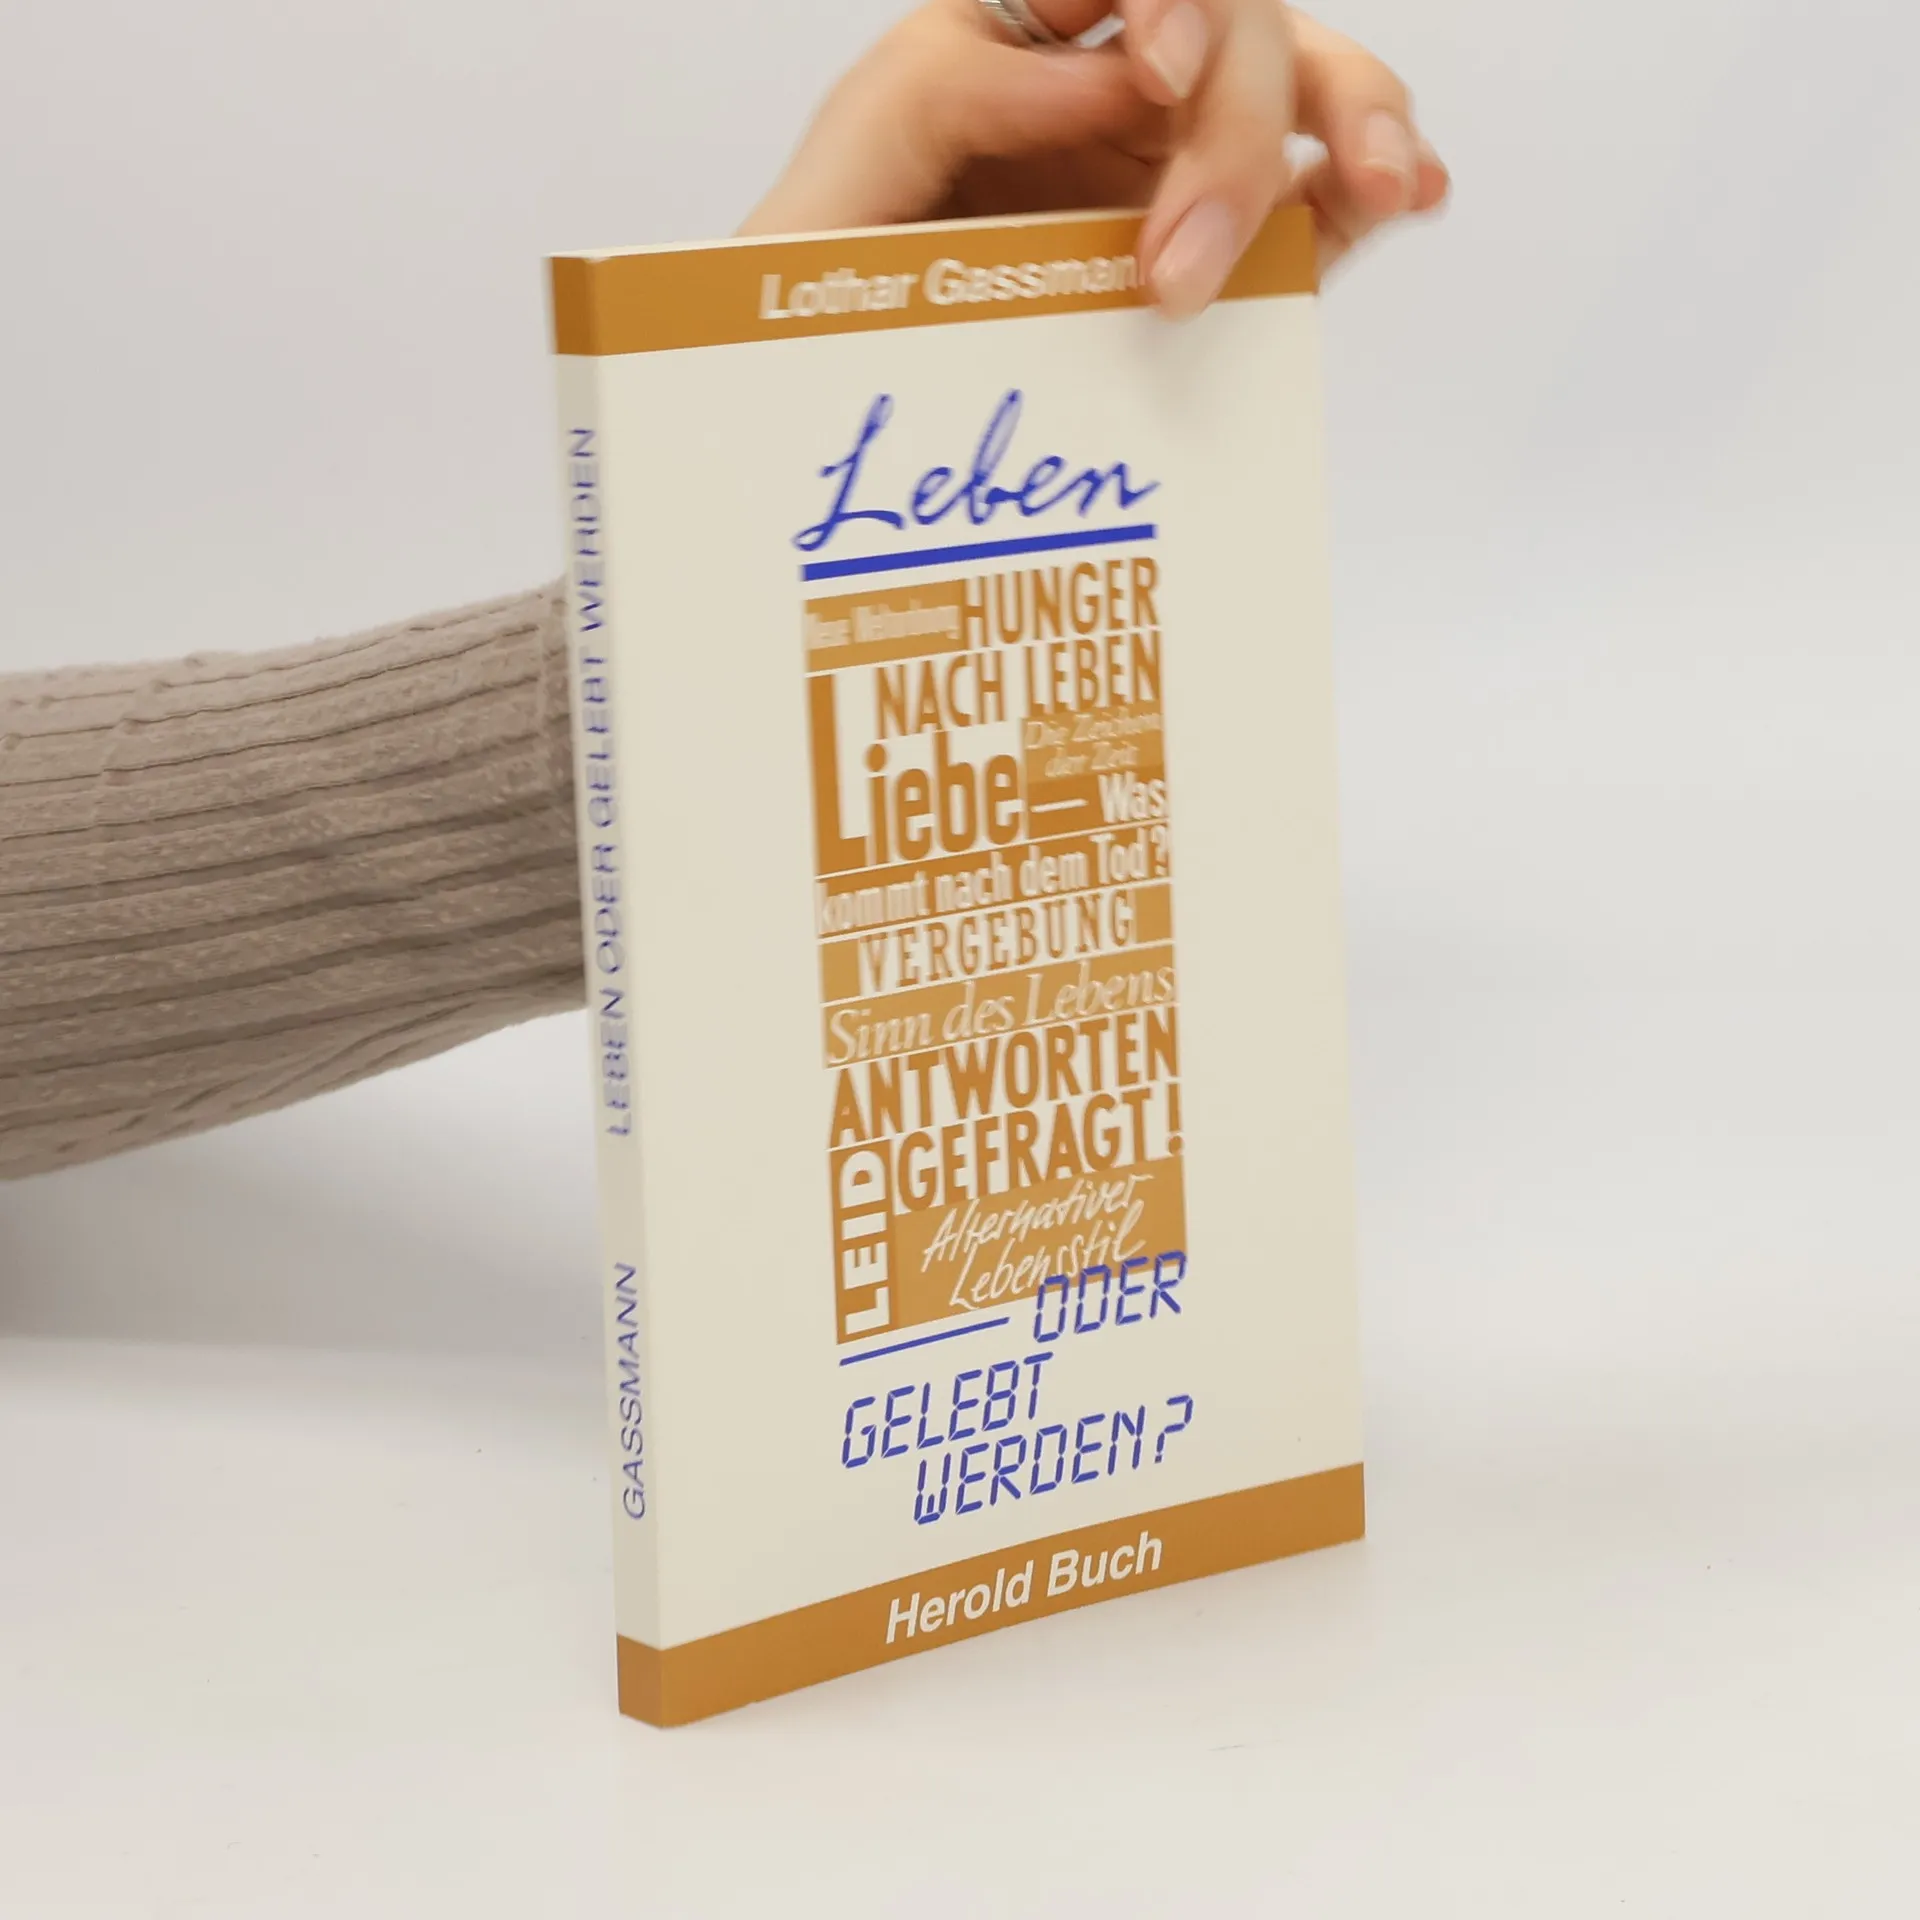 Lothar Gassmann
Leben
HUNGER
NACH LEBEN
Liebe
Die Zeichen
der Zeit
— Was
kommt nach dem Tod?
VERGEBUNG
Sinn des Lebens
ANTWORTEN
GEFRAGT!
LEID
Alternativer
Lebensstil
ODER
GELEBT
WERDEN?
Herold Buch
GASSMANN LEBEN ODER GELEBT WERDEN